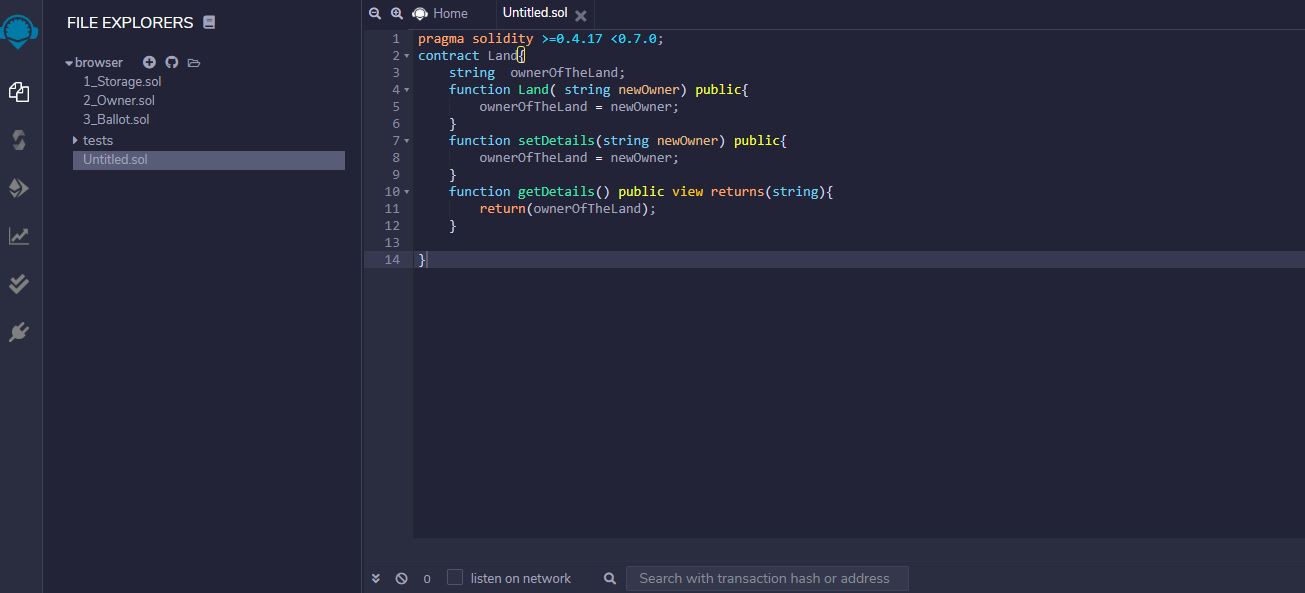 FILE EXPLORERS
browser
1_Storage.sol
2_Owner.sol
3_Ballot.sol
tests
Untitled.sol
Home
Untitled.sol
1 pragma solidity >=0.4.17 <0.7.0;
2 contract Land{
3 string  ownerOfTheLand;
4 function Land( string newOwner) public{
5 ownerOfTheLand = newOwner;
6 }
7 function setDetails(string newOwner) public{
8 ownerOfTheLand = newOwner;
9 }
10 function getDetails() public view returns(string){
11 return(ownerOfTheLand);
12 }
13
14 }
0 listen on network Search with transaction hash or address